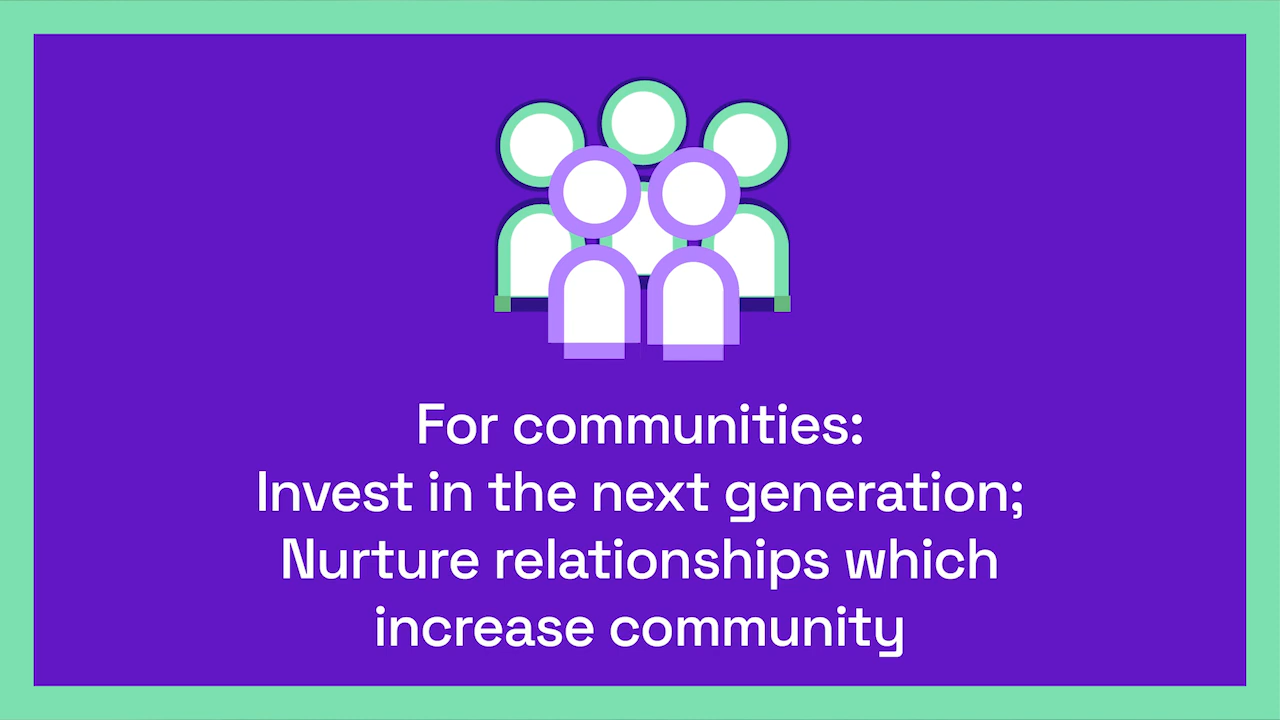 For communities:
Invest in the next generation;
Nurture relationships which
increase community